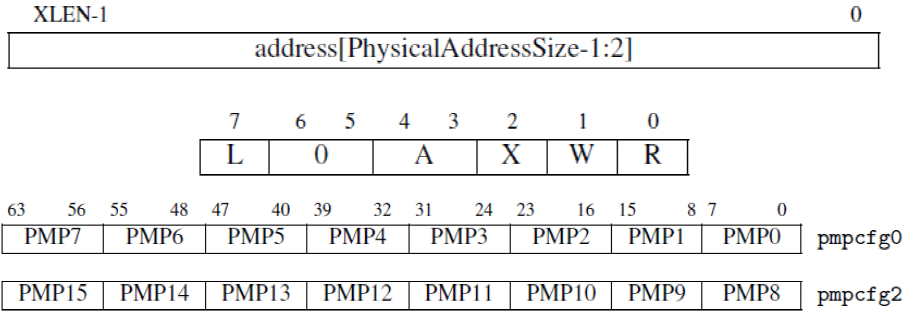 XLEN-1 0
address[PhysicalAddressSize-1:2]
7 6 5 4 3 2 1 0
L 0 A X W R
63 56 55 48 47 40 39 32 31 24 23 16 15 8 7 0
PMP7 PMP6 PMP5 PMP4 PMP3 PMP2 PMP1 PMP0 pmpcfg0
PMP15 PMP14 PMP13 PMP12 PMP11 PMP10 PMP9 PMP8 pmpcfg2